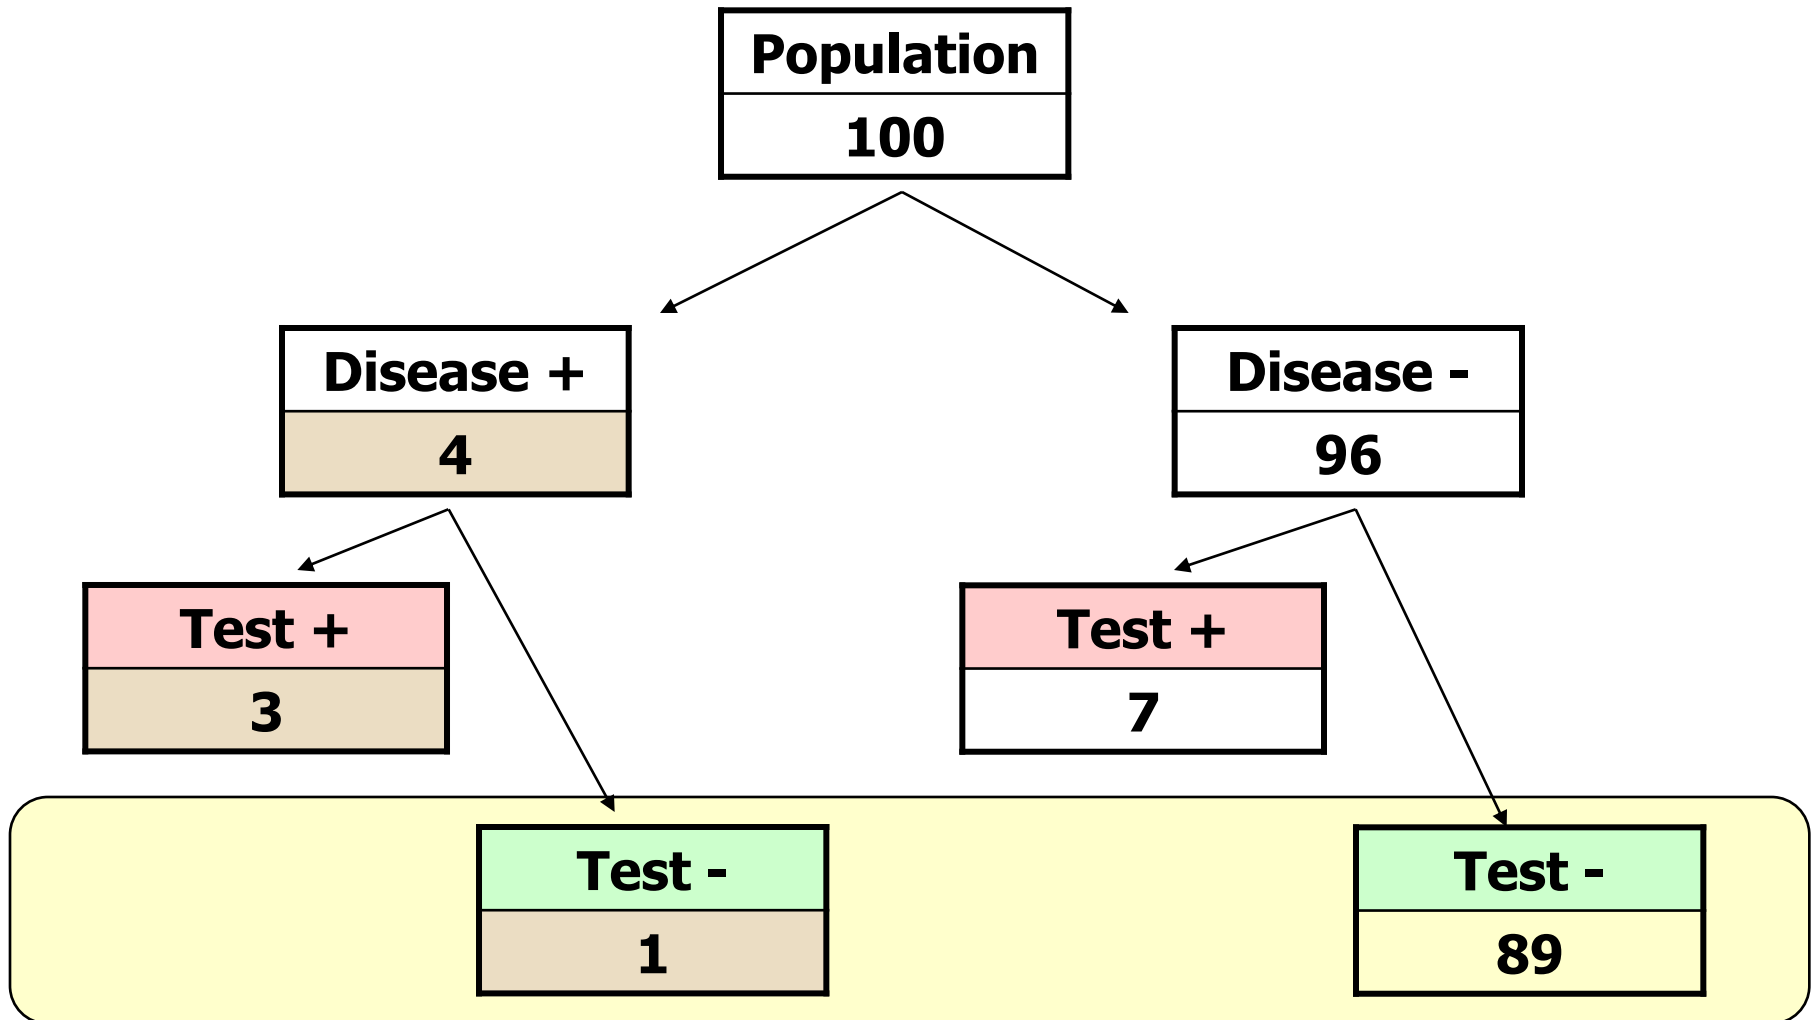 Population
100
Disease +
4
Disease -
96
Test +
3
Test +
7
Test -
1
Test -
89